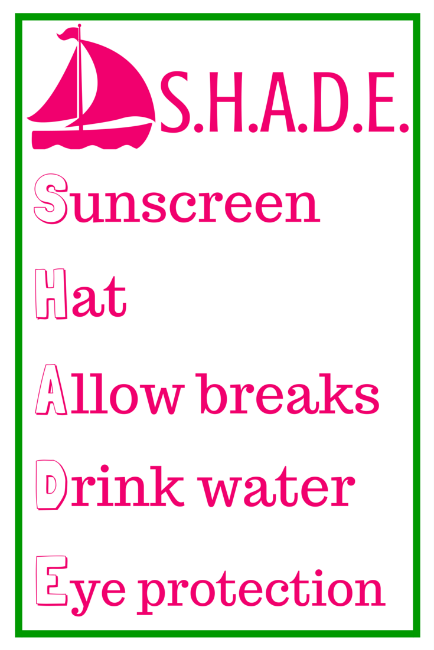 S.H.A.D.E.
Sunscreen
Hat
Allow breaks
Drink water
Eye protection